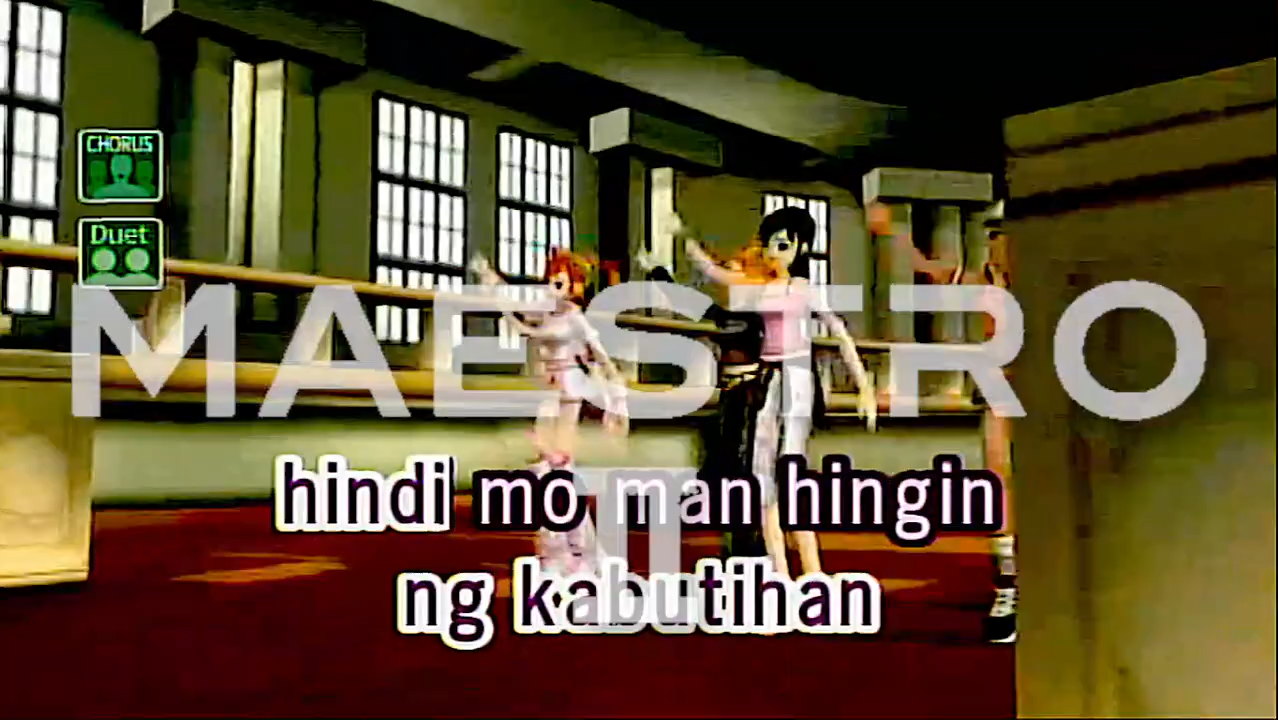 CHORUS
Duet
MAESTRO
hindi mo man hingin
ng kabutihan